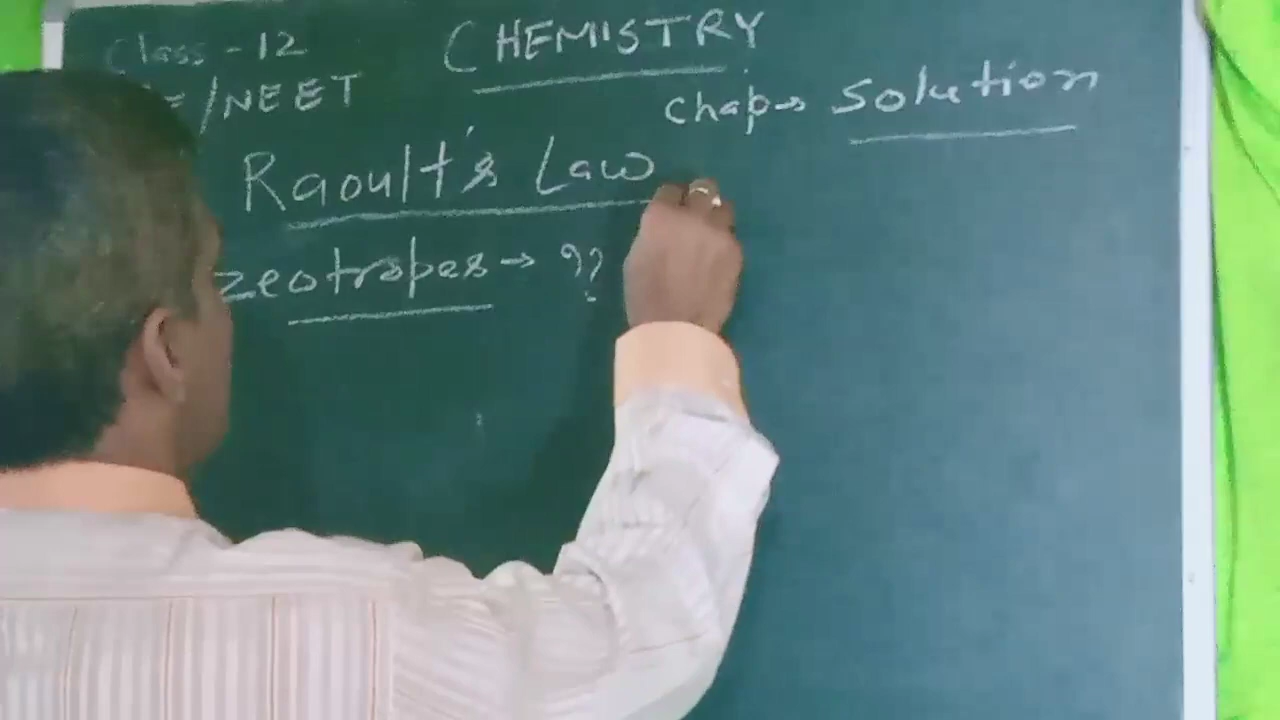 Class - 12
CHEMISTRY
/NEET
Chap → Solution
Raoult's Law
zeotropes → ??